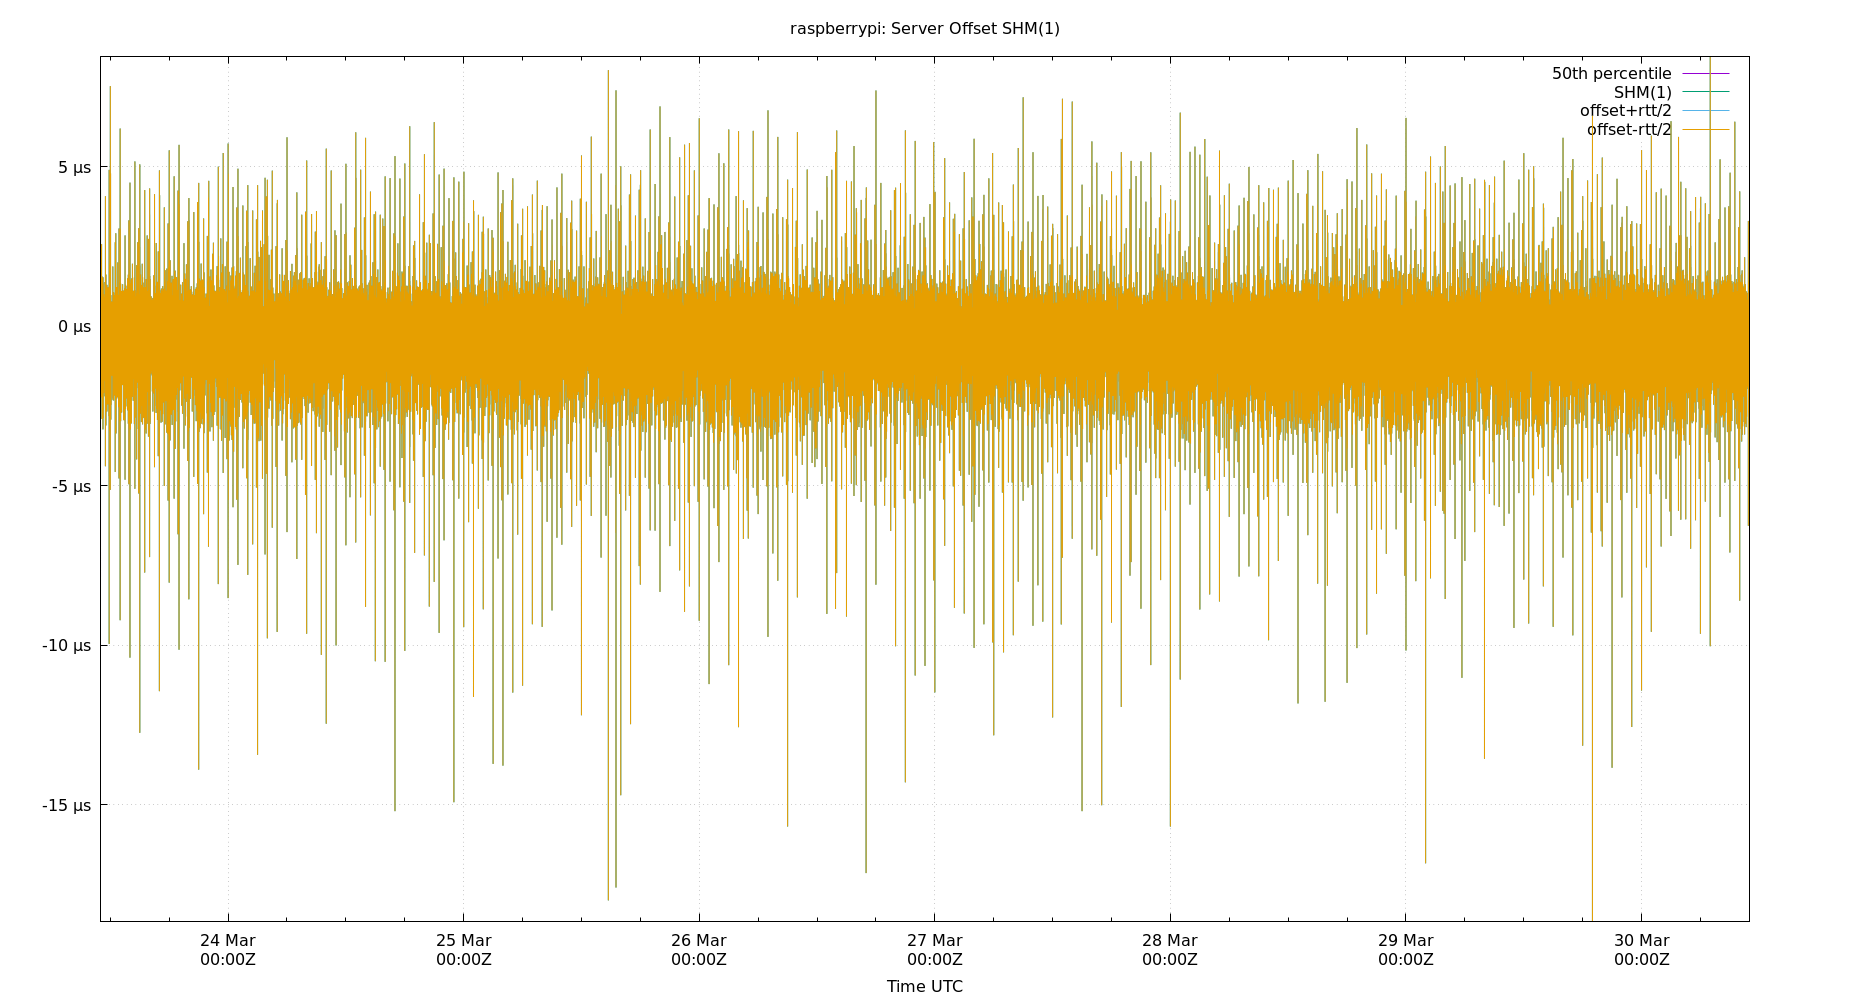 raspberrypi: Server Offset SHM(1)
50th percentile
SHM(1)
offset+rtt/2
offset-rtt/2
5 µs
0 µs
-5 µs
-10 µs
-15 µs
24 Mar
00:00Z
25 Mar
00:00Z
26 Mar
00:00Z
27 Mar
00:00Z
28 Mar
00:00Z
29 Mar
00:00Z
30 Mar
00:00Z
Time UTC